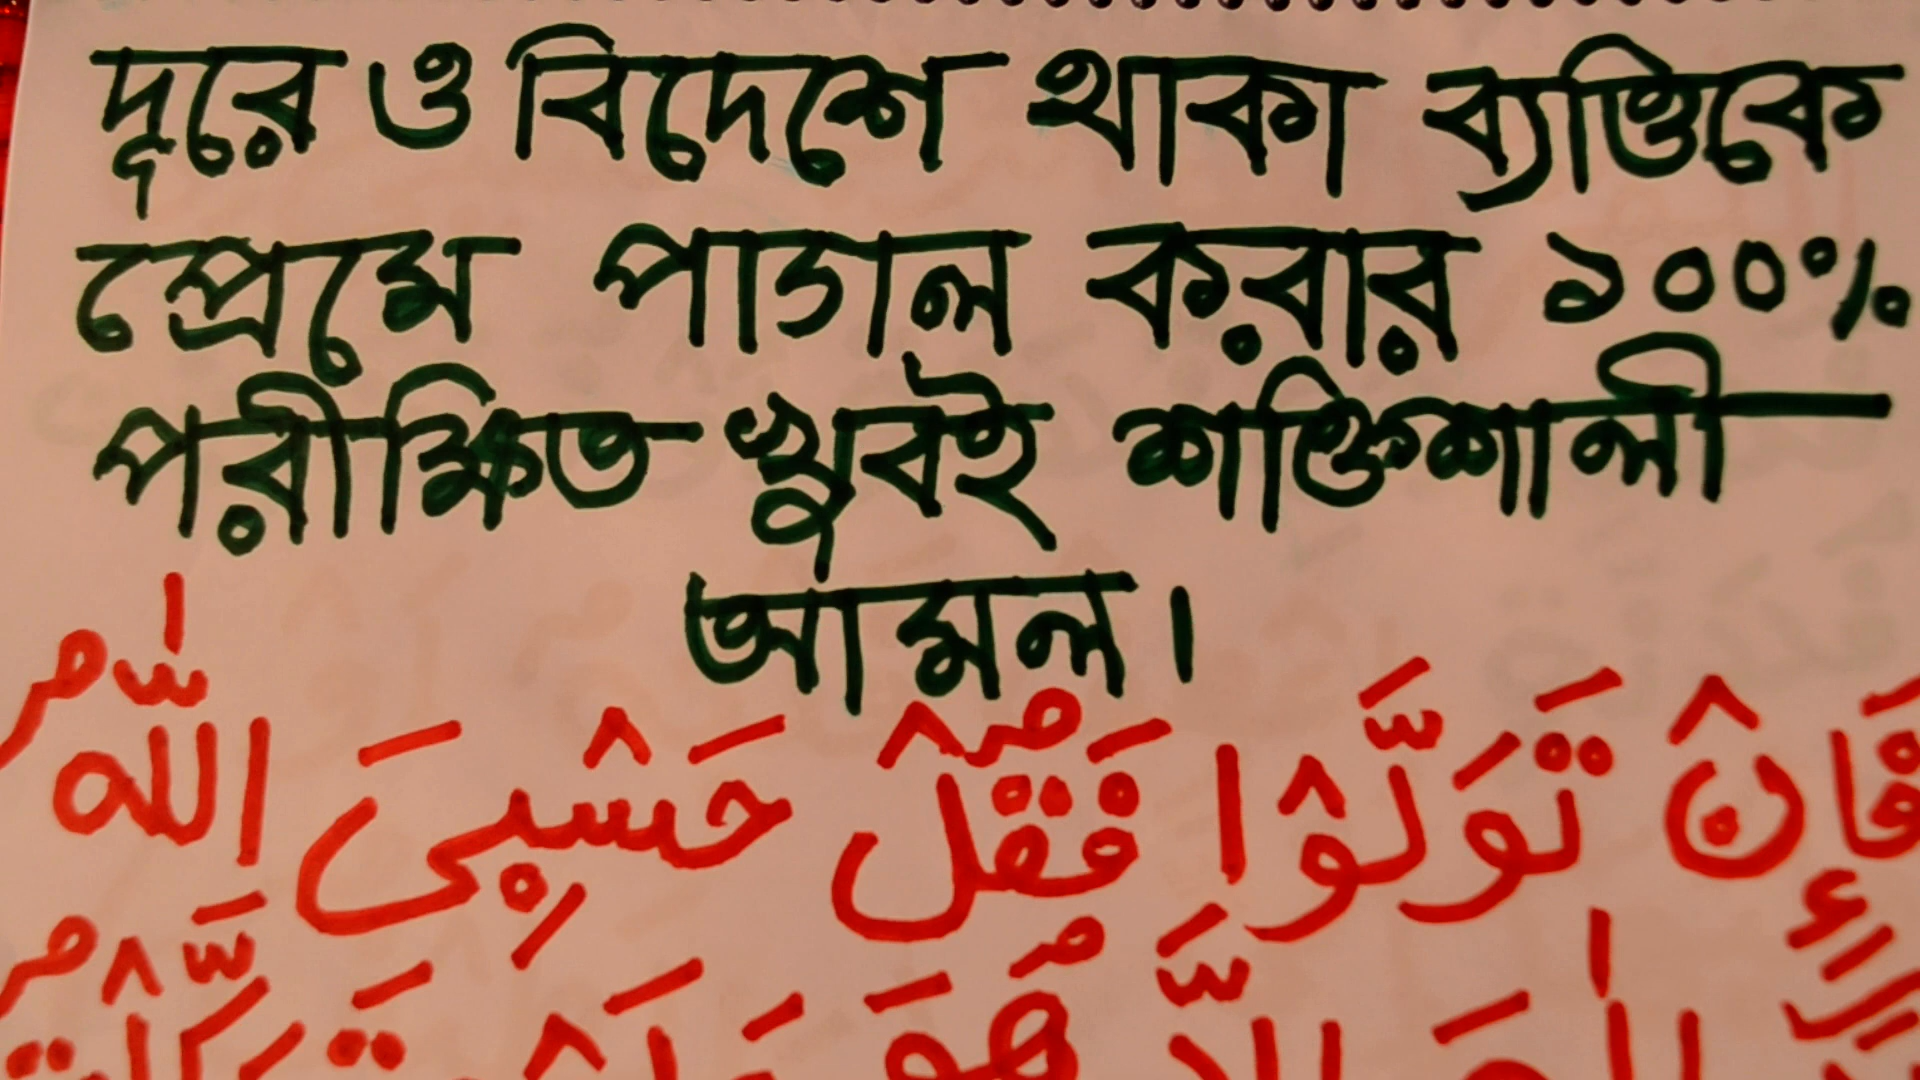 দূরে ও বিদেশে থাকা ব্যক্তিকে
প্রেমে পাগল করার ১০০%
পরীক্ষিত খুবই শক্তিশালী
আমল।
فَإِنْ تَوَلَّوْا فَقُلْ حَسْبِيَ اللّٰهُ
هُوَ